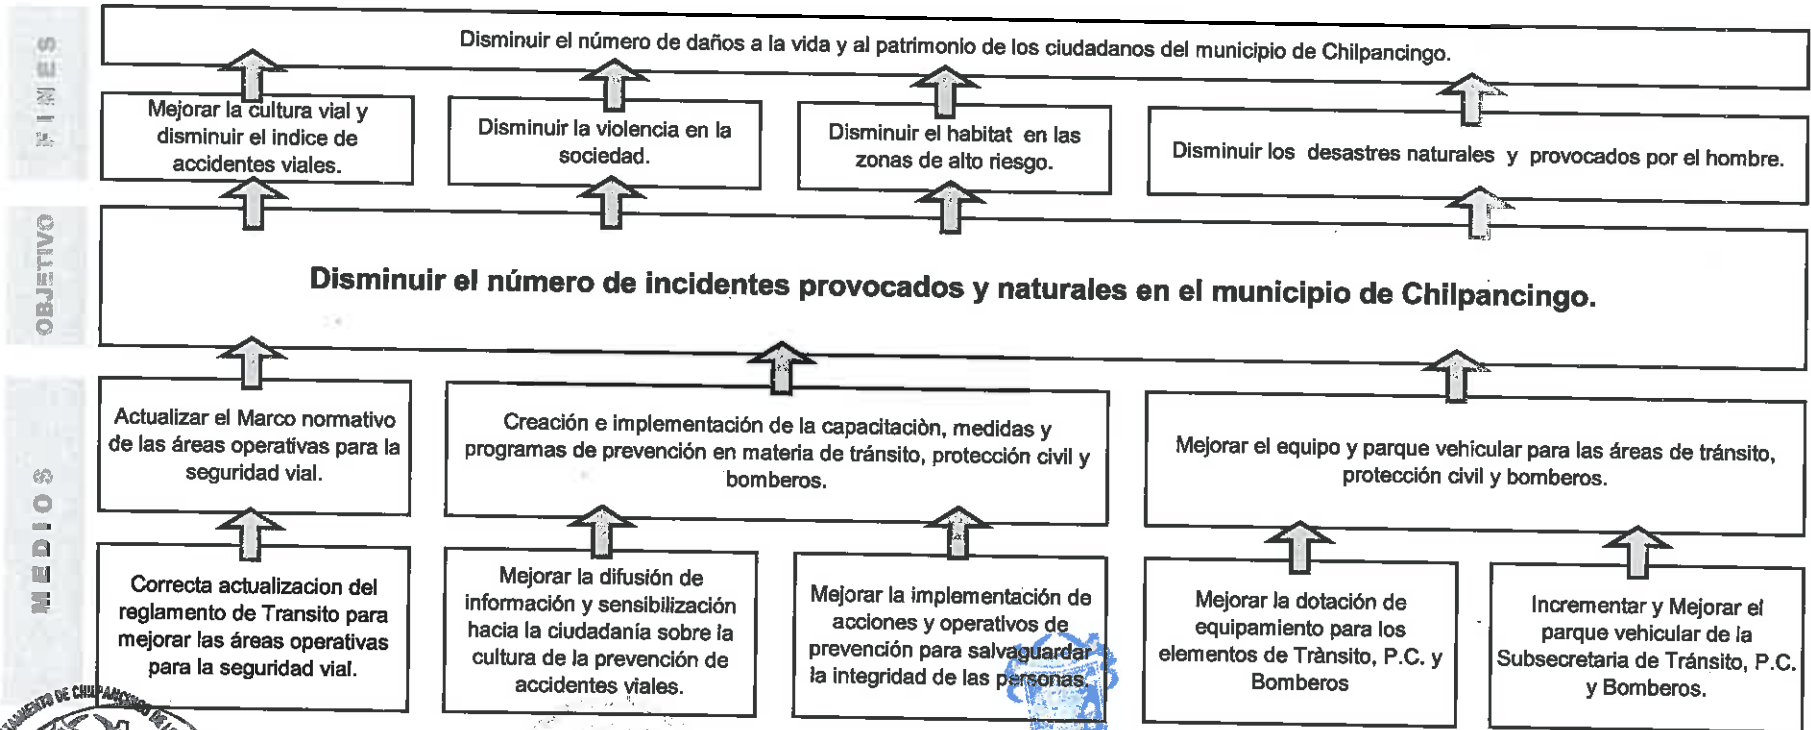 FINES
Disminuir el número de daños a la vida y al patrimonio de los ciudadanos del municipio de Chilpancingo.
Mejorar la cultura vial y
disminuir el indice de
accidentes viales.
Disminuir la violencia en la
sociedad.
Disminuir el habitat en las
zonas de alto riesgo.
Disminuir los desastres naturales y provocados por el hombre.
OBJETIVO
Disminuir el número de incidentes provocados y naturales en el municipio de Chilpancingo.
MEDIOS
Actualizar el Marco normativo
de las áreas operativas para la
seguridad vial.
Creación e implementación de la capacitaciòn, medidas y
programas de prevención en materia de tránsito, protección civil y
bomberos.
Mejorar el equipo y parque vehicular para las áreas de tránsito,
protección civil y bomberos.
Correcta actualizacion del
reglamento de Transito para
mejorar las áreas operativas
para la seguridad vial.
Mejorar la difusión de
información y sensibilización
hacia la ciudadanía sobre la
cultura de la prevención de
accidentes viales.
Mejorar la implementación de
acciones y operativos de
prevención para salvaguardar
la integridad de las personas.
Mejorar la dotación de
equipamiento para los
elementos de Trànsito, P.C. y
Bomberos
Incrementar y Mejorar el
parque vehicular de la
Subsecretaria de Tránsito, P.C.
y Bomberos.
DE CHILPANCINGO DE